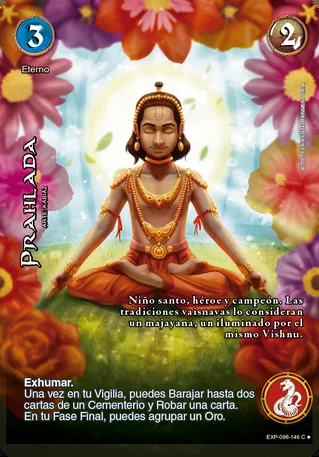 3
2
Eterno
PRAHLADA
Niño santo, héroe y campeón. Las
tradiciones vaisnavas lo consideran
un majayana, un iluminado por el
mismo Vishnu.
Exhumar.
Una vez en tu Vigilia, puedes Barajar hasta dos
cartas de un Cementerio y Robar una carta.
En tu Fase Final, puedes agrupar un Oro.
EXP-098-146 C ★